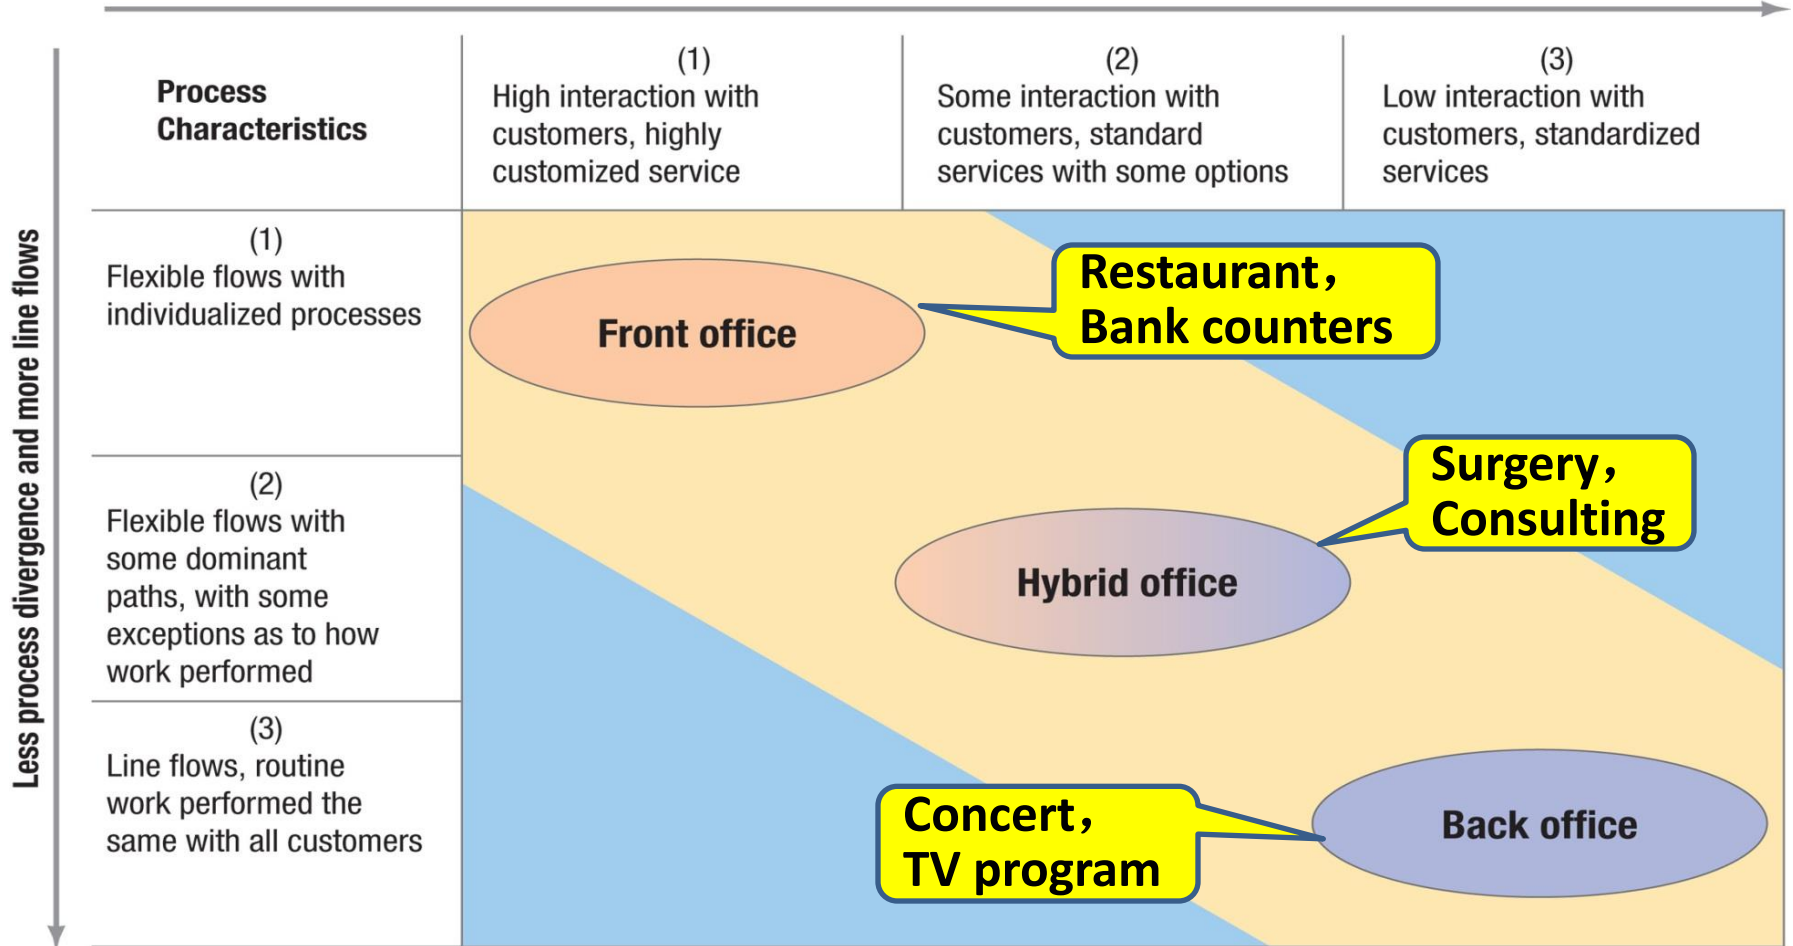 Less process divergence and more line flows
Process
Characteristics
(1)
High interaction with
customers, highly
customized service
(2)
Some interaction with
customers, standard
services with some options
(3)
Low interaction with
customers, standardized
services
(1)
Flexible flows with
individualized processes
Front office
Restaurant，
Bank counters
(2)
Flexible flows with
some dominant
paths, with some
exceptions as to how
work performed
Hybrid office
Surgery，
Consulting
(3)
Line flows, routine
work performed the
same with all customers
Concert，
TV program
Back office